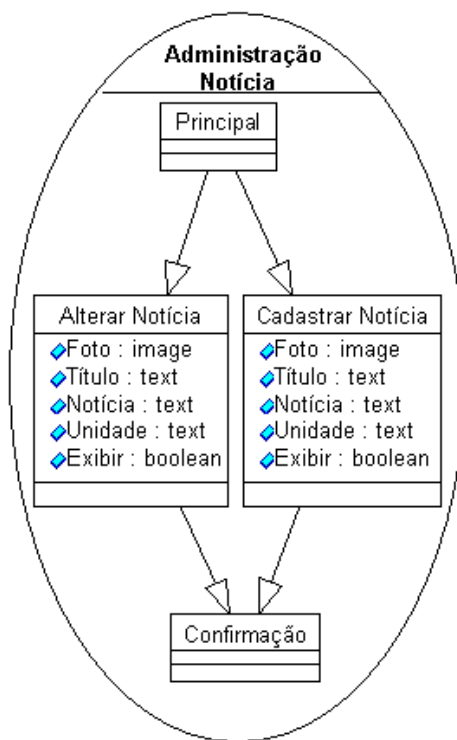 Administração
Notícia
Principal
Alterar Notícia
Foto : image
Título : text
Notícia : text
Unidade : text
Exibir : boolean
Cadastrar Notícia
Foto : image
Título : text
Notícia : text
Unidade : text
Exibir : boolean
Confirmação